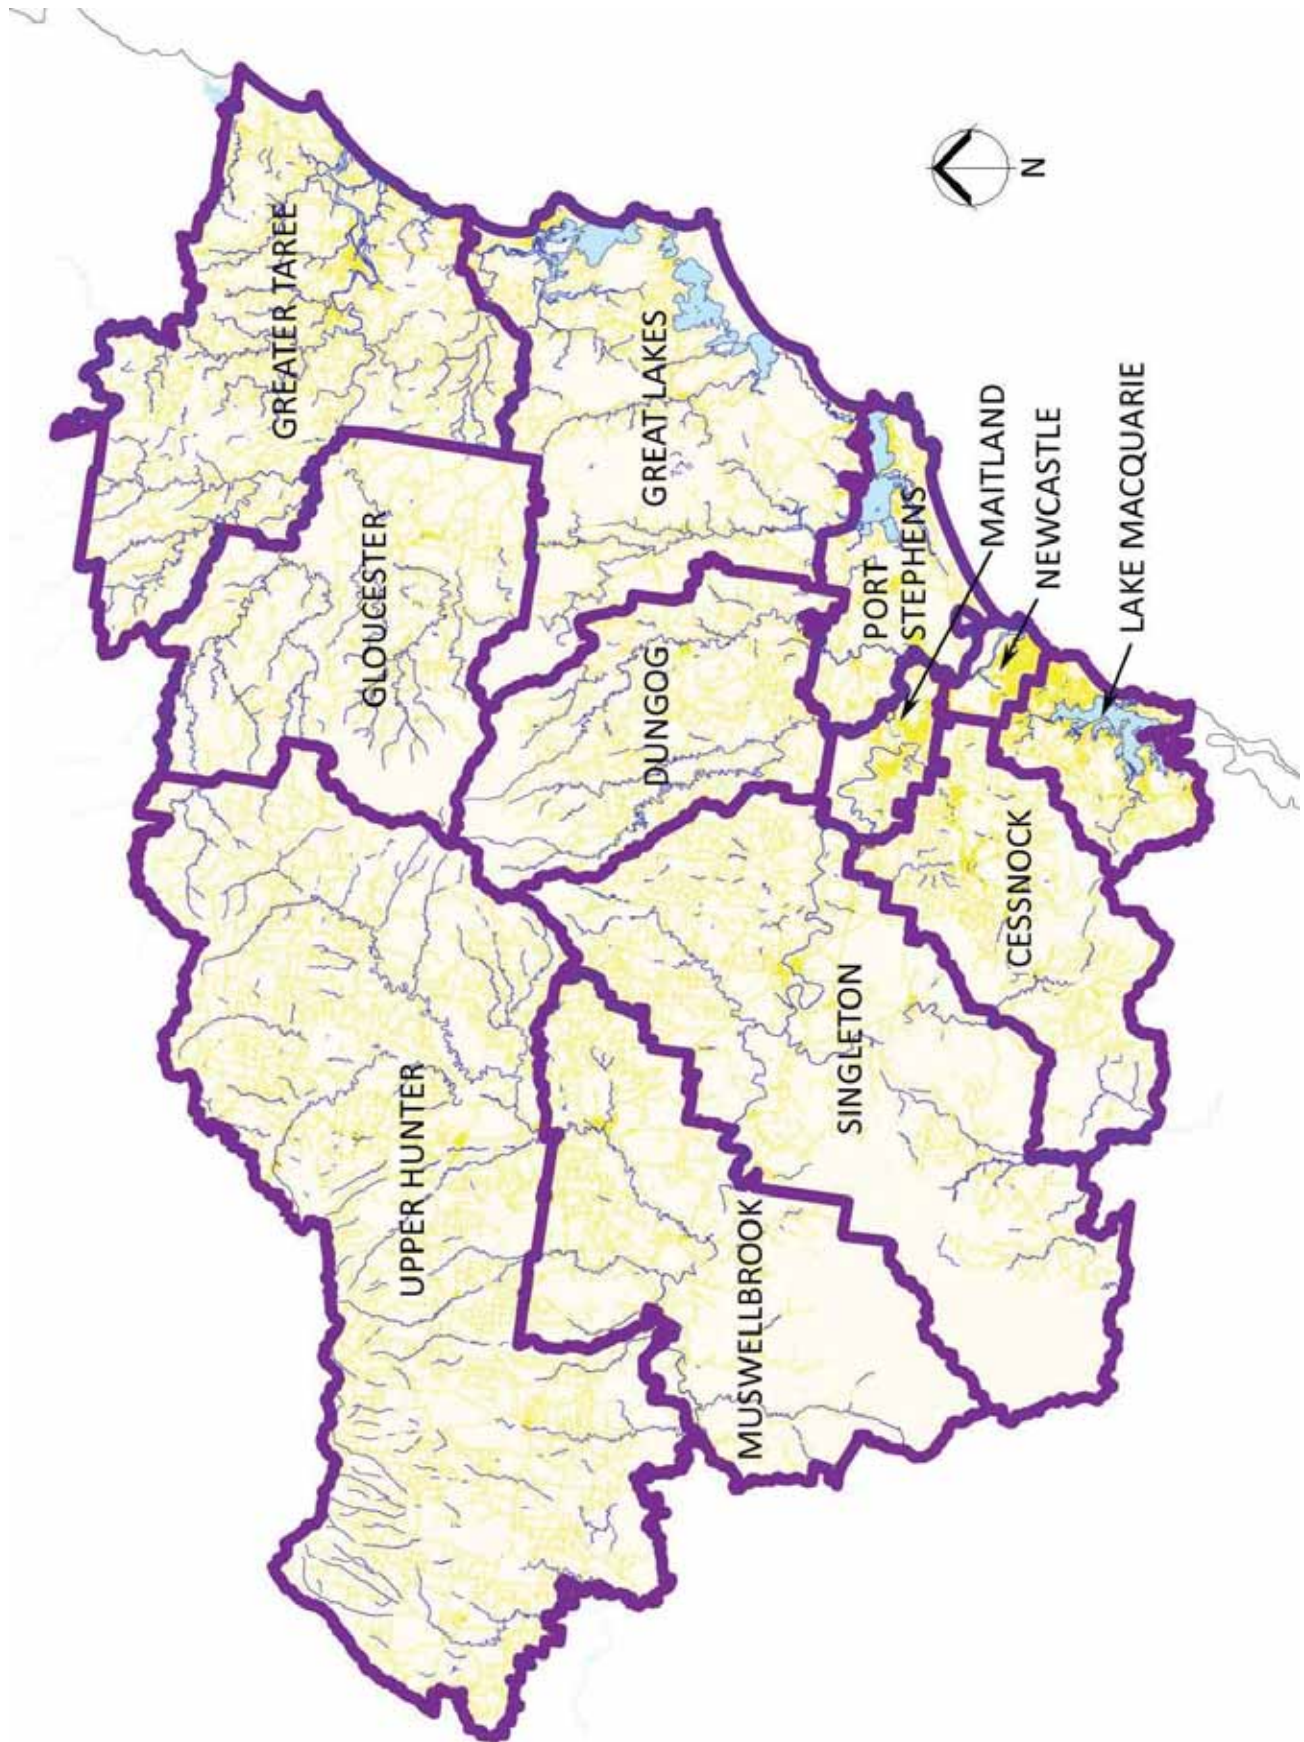 GREATER TAREE
GLOUCESTER
UPPER HUNTER
GREAT LAKES
DUNGOG
MUSWELLBROOK
SINGLETON
PORT
STEPHENS
CESSNOCK
MAITLAND
NEWCASTLE
LAKE MACQUARIE
N